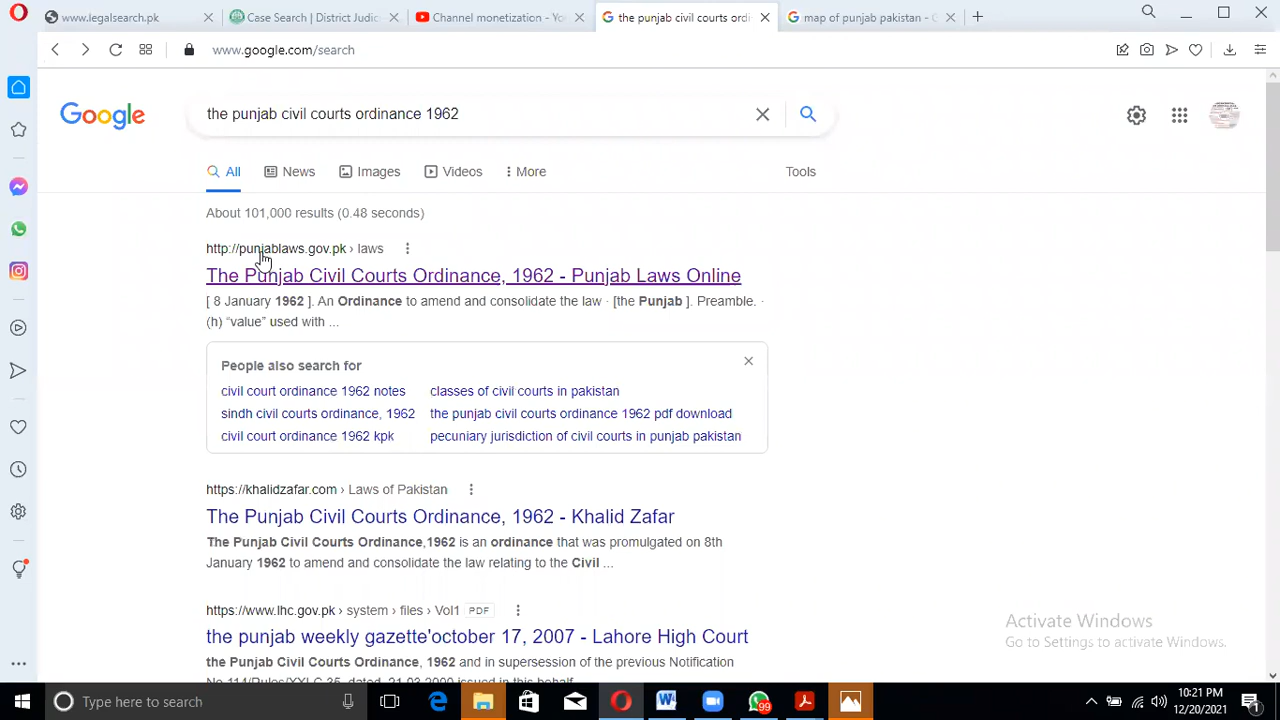 www.legalsearch.pk
Case Search | District Judici
Channel monetization - Yo
the punjab civil courts ordi
map of punjab pakistan - G
www.google.com/search
Google
the punjab civil courts ordinance 1962
All
News
Images
Videos
More
Tools
About 101,000 results (0.48 seconds)
http://punjablaws.gov.pk › laws
The Punjab Civil Courts Ordinance, 1962 - Punjab Laws Online
[ 8 January 1962 ]. An Ordinance to amend and consolidate the law · [the Punjab ]. Preamble. ·
(h) “value” used with ...
People also search for
civil court ordinance 1962 notes
classes of civil courts in pakistan
sindh civil courts ordinance, 1962
the punjab civil courts ordinance 1962 pdf download
civil court ordinance 1962 kpk
pecuniary jurisdiction of civil courts in punjab pakistan
https://khalidzafar.com › Laws of Pakistan
The Punjab Civil Courts Ordinance, 1962 - Khalid Zafar
The Punjab Civil Courts Ordinance,1962 is an ordinance that was promulgated on 8th
January 1962 to amend and consolidate the law relating to the Civil ...
https://www.lhc.gov.pk › system › files › Vol1 PDF
the punjab weekly gazette'october 17, 2007 - Lahore High Court
the Punjab Civil Courts Ordinance, 1962 and in supersession of the previous Notification
Activate Windows
Go to Settings to activate Windows.
Type here to search
99
10:21 PM
12/20/2021
1